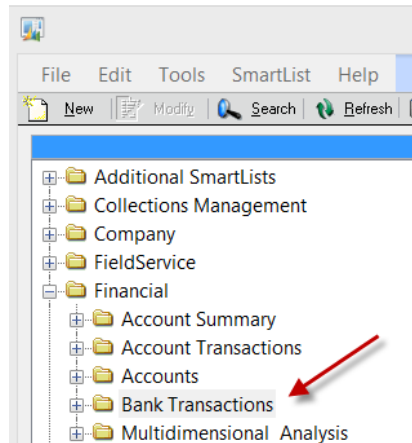 File Edit Tools SmartList Help
New Modify Search Refresh
Additional SmartLists
Collections Management
Company
FieldService
Financial
Account Summary
Account Transactions
Accounts
Bank Transactions
Multidimensional Analysis